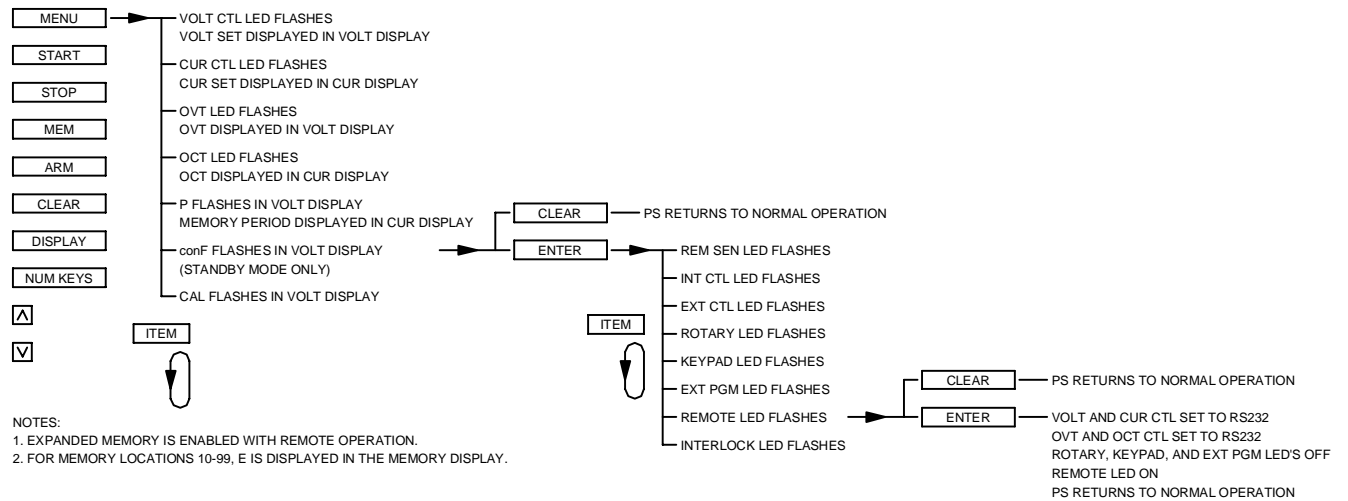 MENU
START
STOP
MEM
ARM
CLEAR
DISPLAY
NUM KEYS
VOLT CTL LED FLASHES
VOLT SET DISPLAYED IN VOLT DISPLAY
CUR CTL LED FLASHES
CUR SET DISPLAYED IN CUR DISPLAY
OVT LED FLASHES
OVT DISPLAYED IN VOLT DISPLAY
OCT LED FLASHES
OCT DISPLAYED IN CUR DISPLAY
P FLASHES IN VOLT DISPLAY
MEMORY PERIOD DISPLAYED IN CUR DISPLAY
conF FLASHES IN VOLT DISPLAY
(STANDBY MODE ONLY)
CAL FLASHES IN VOLT DISPLAY
ITEM
CLEAR
PS RETURNS TO NORMAL OPERATION
ENTER
REM SEN LED FLASHES
INT CTL LED FLASHES
EXT CTL LED FLASHES
ROTARY LED FLASHES
KEYPAD LED FLASHES
EXT PGM LED FLASHES
REMOTE LED FLASHES
INTERLOCK LED FLASHES
ITEM
CLEAR
PS RETURNS TO NORMAL OPERATION
ENTER
VOLT AND CUR CTL SET TO RS232
OVT AND OCT CTL SET TO RS232
ROTARY, KEYPAD, AND EXT PGM LED'S OFF
REMOTE LED ON
PS RETURNS TO NORMAL OPERATION
NOTES:
1. EXPANDED MEMORY IS ENABLED WITH REMOTE OPERATION.
2. FOR MEMORY LOCATIONS 10-99, E IS DISPLAYED IN THE MEMORY DISPLAY.